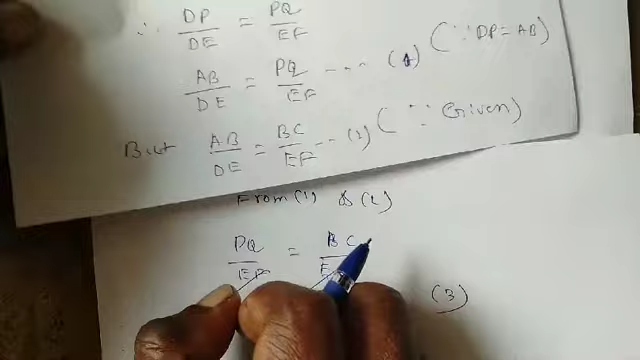 ∴ DP/DE = PQ/EF
AB/DE = PQ/EF --- (1) (∵ DP = AB)
But AB/DE = BC/EF --- (2) (∵ Given)
From (1) & (2)
PQ/EF = BC/E
(3)